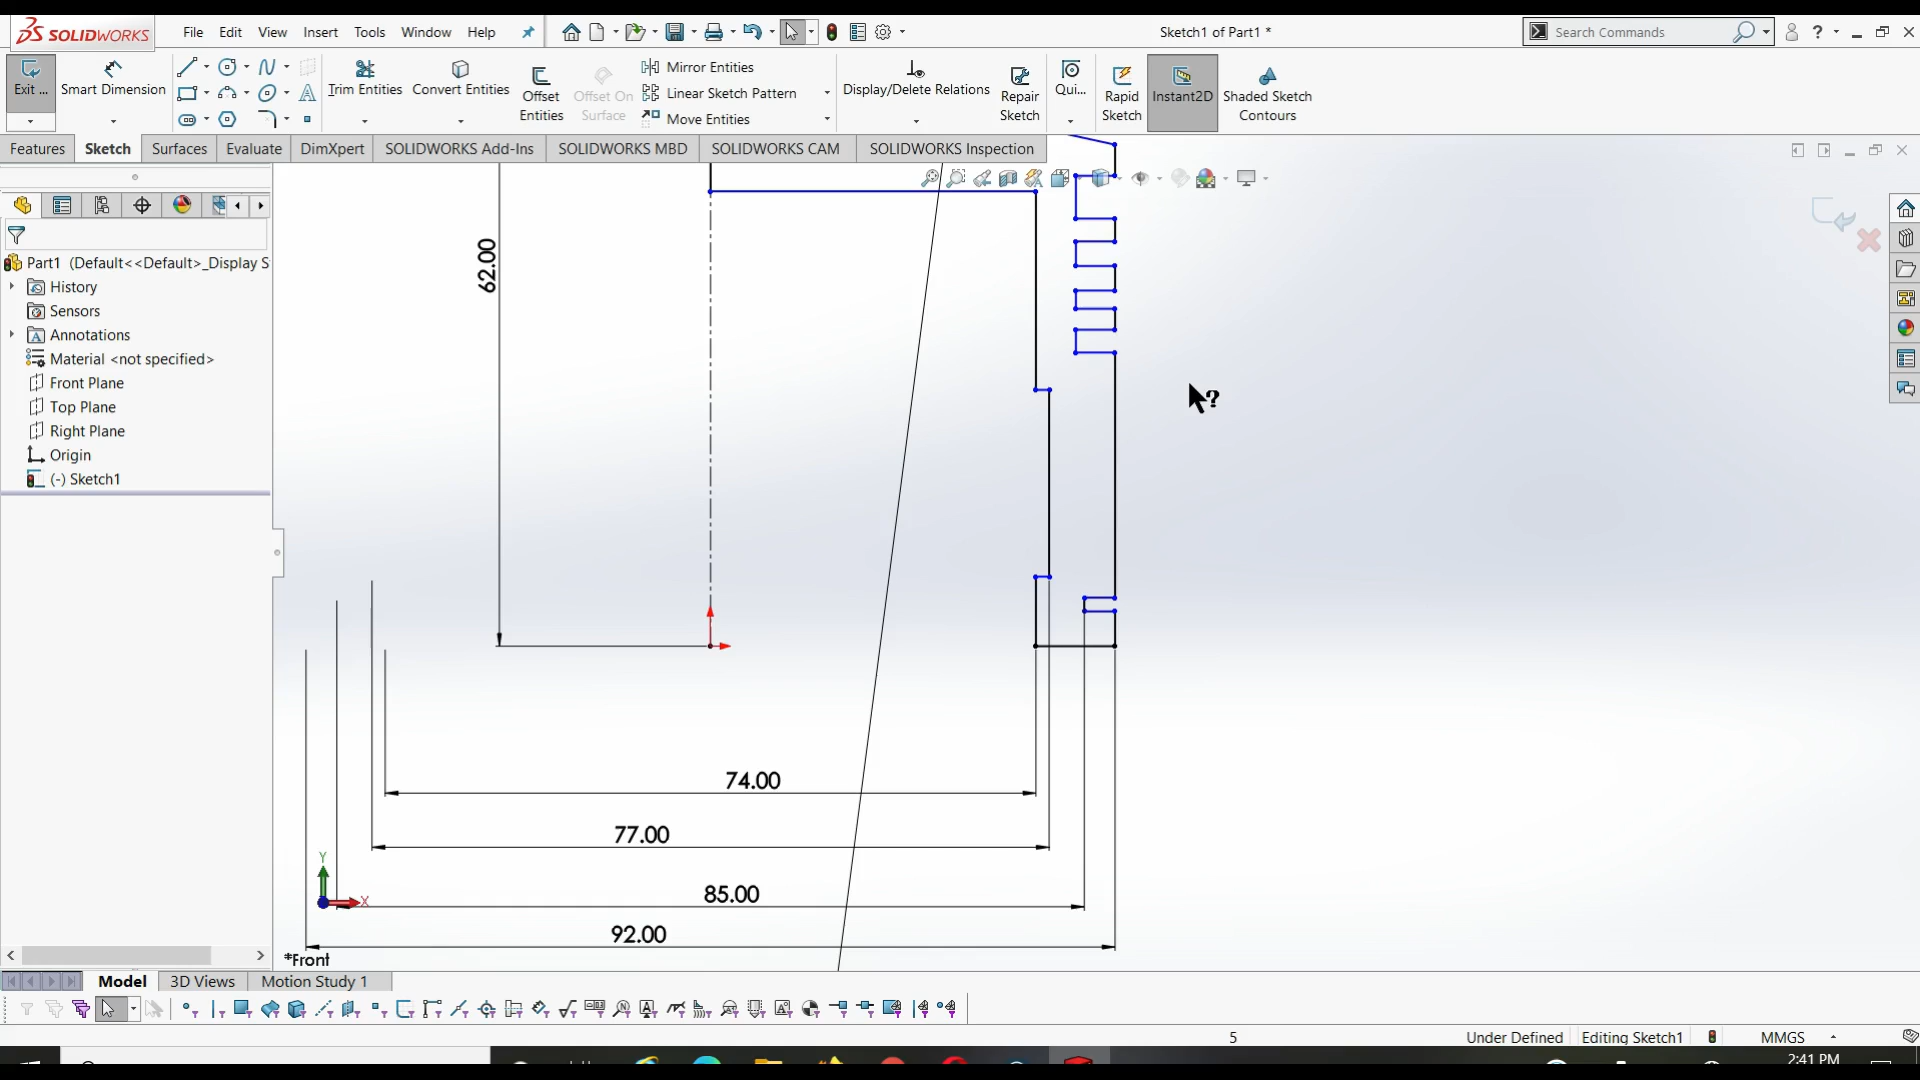 SOLIDWORKS File Edit View Insert Tools Window Help Sketch1 of Part1 * Search Commands ?
Exit ... Smart Dimension Trim Entities Convert Entities Offset Entities Offset On Surface Mirror Entities Linear Sketch Pattern Move Entities Display/Delete Relations Repair Sketch Qui... Rapid Sketch Instant2D Shaded Sketch Contours
Features Sketch Surfaces Evaluate DimXpert SOLIDWORKS Add-Ins SOLIDWORKS MBD SOLIDWORKS CAM SOLIDWORKS Inspection
Part1 (Default<<Default>_Display S
History
Sensors
Annotations
Material <not specified>
Front Plane
Top Plane
Right Plane
Origin
(-) Sketch1
62.00
?
74.00
77.00
85.00
92.00
Y
X
*Front
Model 3D Views Motion Study 1
5 Under Defined Editing Sketch1 MMGS
2:41 PM